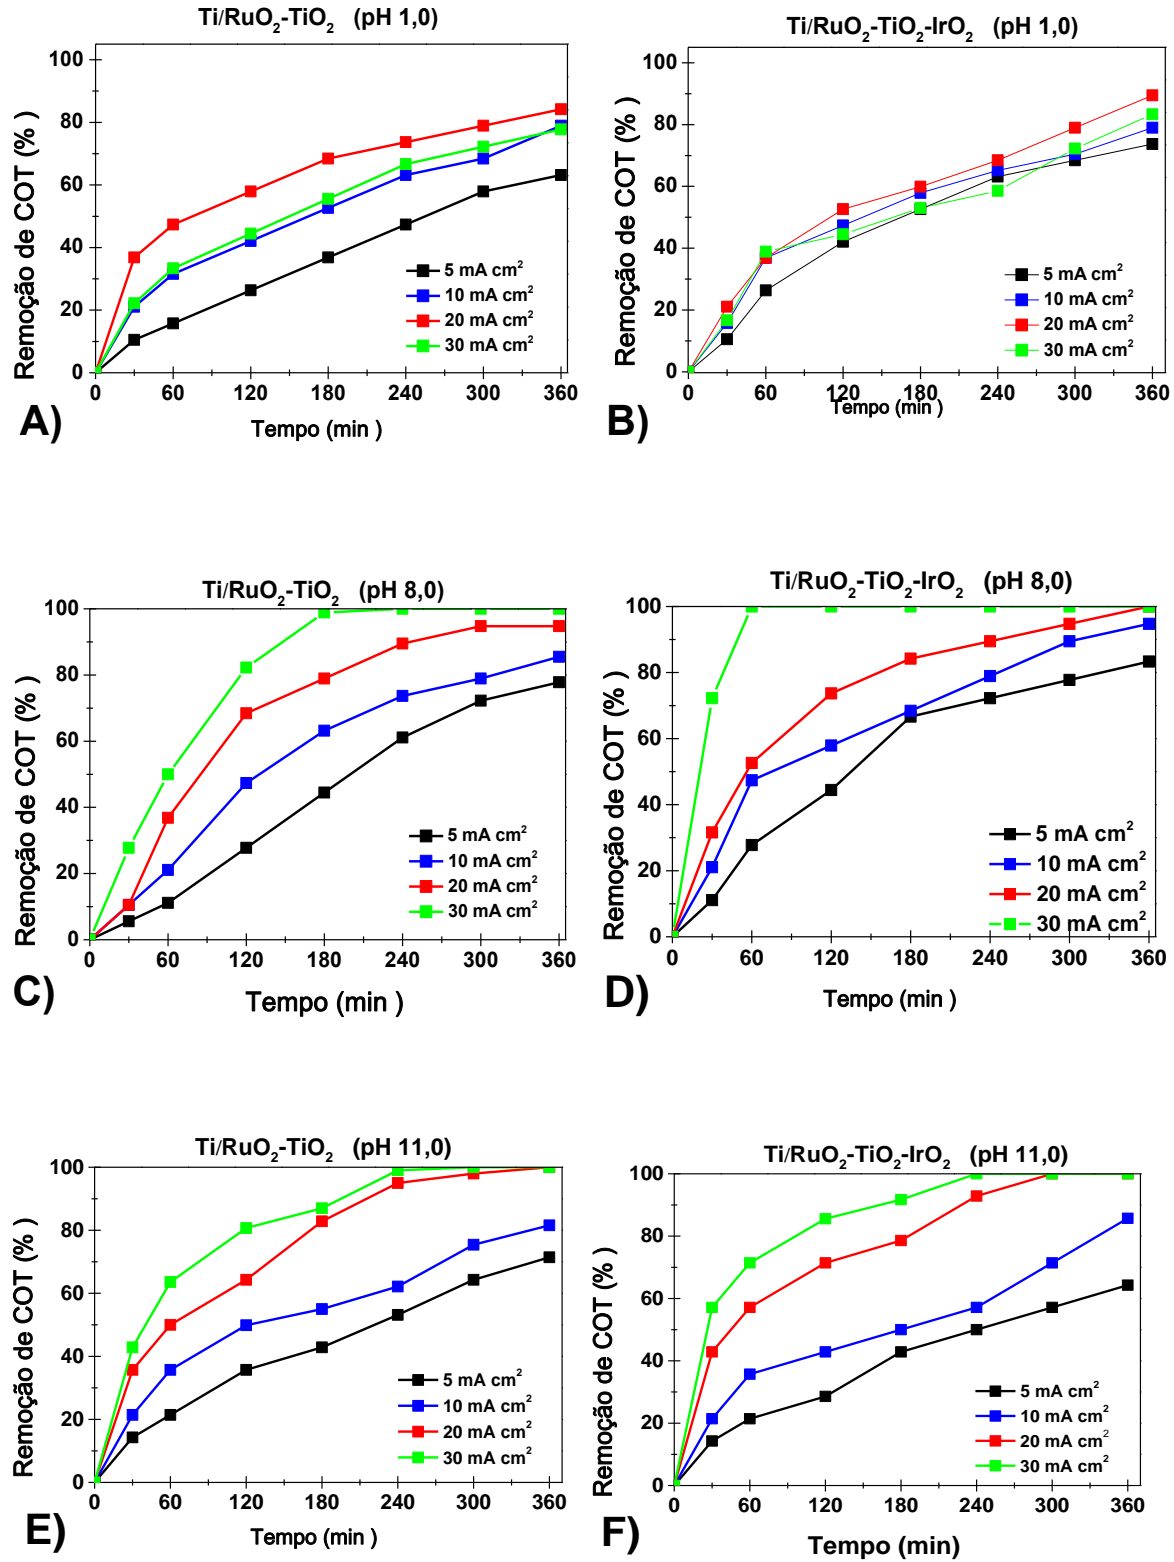 Ti/RuO2-TiO2 (pH 1,0)
Remoção de COT (% )
100
80
60
40
20
0
5 mA cm2
10 mA cm2
20 mA cm2
30 mA cm2
0 60 120 180 240 300 360
Tempo (min )
A)
Ti/RuO2-TiO2-IrO2 (pH 1,0)
Remoção de COT (% )
100
80
60
40
20
0
5 mA cm2
10 mA cm2
20 mA cm2
30 mA cm2
0 60 120 180 240 300 360
Tempo (min )
B)
Ti/RuO2-TiO2 (pH 8,0)
Remoção de COT (% )
100
80
60
40
20
0
5 mA cm2
10 mA cm2
20 mA cm2
30 mA cm2
0 60 120 180 240 300 360
Tempo (min )
C)
Ti/RuO2-TiO2-IrO2 (pH 8,0)
Remoção de COT (% )
100
80
60
40
20
0
5 mA cm2
10 mA cm2
20 mA cm2
30 mA cm2
0 60 120 180 240 300 360
Tempo (min )
D)
Ti/RuO2-TiO2 (pH 11,0)
Remoção de COT (% )
100
80
60
40
20
0
5 mA cm2
10 mA cm2
20 mA cm2
30 mA cm2
0 60 120 180 240 300 360
Tempo (min )
E)
Ti/RuO2-TiO2-IrO2 (pH 11,0)
Remoção de COT (% )
100
80
60
40
20
0
5 mA cm2
10 mA cm2
20 mA cm2
30 mA cm2
0 60 120 180 240 300 360
Tempo (min)
F)